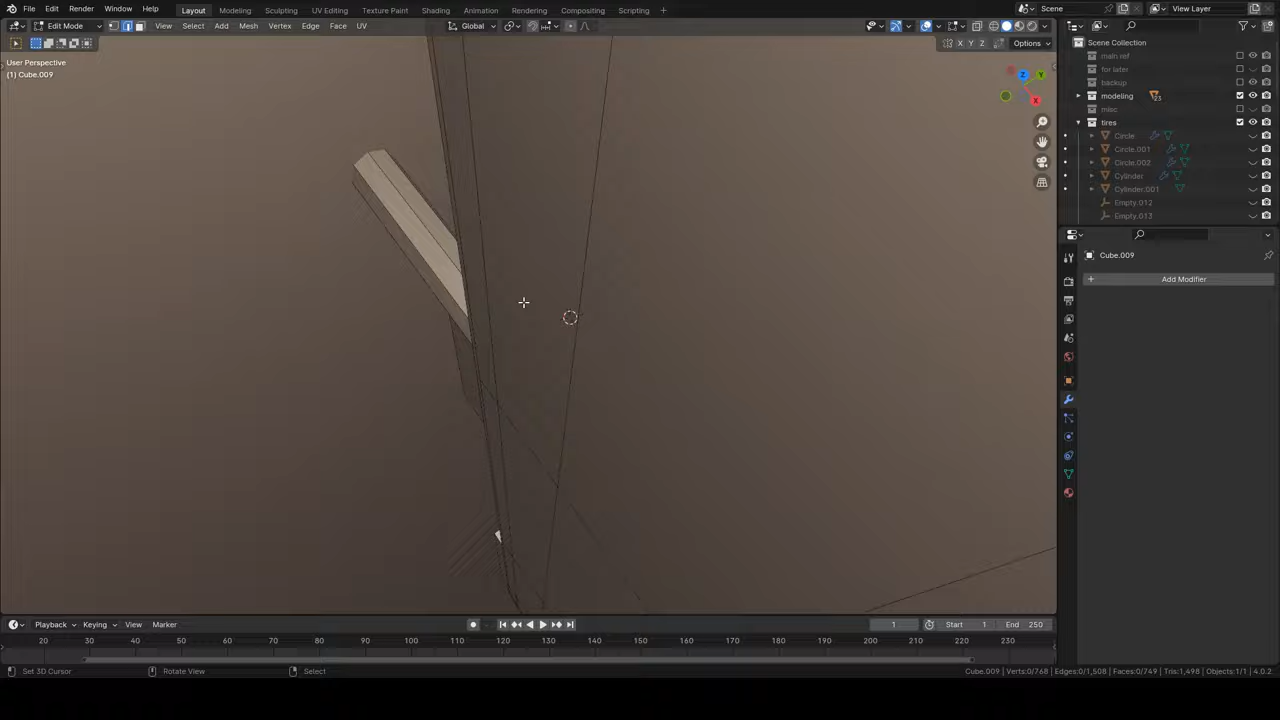 File Edit Render Window Help Layout Modeling Sculpting UV Editing Texture Paint Shading Animation Rendering Compositing Scripting + Scene View Layer
Edit Mode View Select Add Mesh Vertex Edge Face UV Global
X Y Z Options
User Perspective
(1) Cube.009
Z Y X
Scene Collection
main ref
for later
backup
modeling 23
misc
tires
Circle
Circle.001
Circle.002
Cylinder
Cylinder.001
Empty.012
Empty.013
Cube.009
+ Add Modifier
Playback Keying View Marker 1 Start 1 End 250
20 30 40 50 60 70 80 90 100 110 120 130 140 150 160 170 180 190 200 210 220 230
Set 3D Cursor Rotate View Select Cube.009 | Verts:0/768 | Edges:0/1,508 | Faces:0/749 | Tris:1,498 | Objects:1/1 | 4.0.2